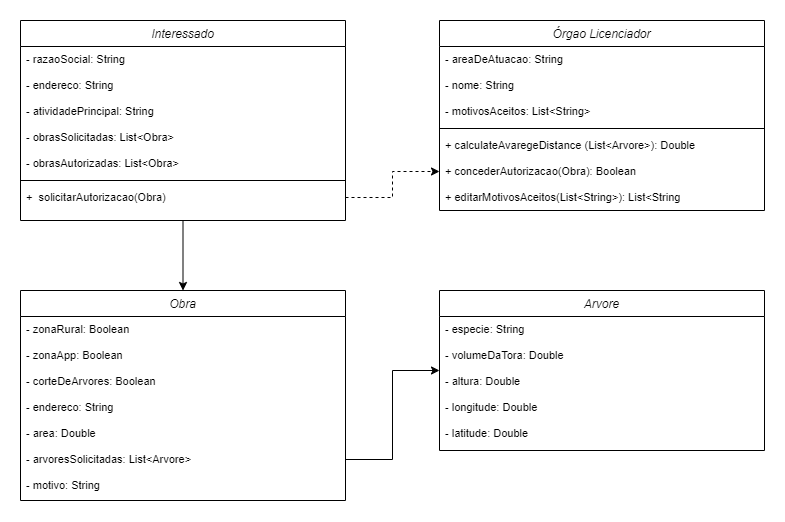 Interessado
- razaoSocial: String
- endereco: String
- atividadePrincipal: String
- obrasSolicitadas: List<Obra>
- obrasAutorizadas: List<Obra>
+ solicitarAutorizacao(Obra)
Órgao Licenciador
- areaDeAtuacao: String
- nome: String
- motivosAceitos: List<String>
+ calculateAvaregeDistance (List<Arvore>): Double
+ concederAutorizacao(Obra): Boolean
+ editarMotivosAceitos(List<String>): List<String
Obra
- zonaRural: Boolean
- zonaApp: Boolean
- corteDeArvores: Boolean
- endereco: String
- area: Double
- arvoresSolicitadas: List<Arvore>
- motivo: String
Arvore
- especie: String
- volumeDaTora: Double
- altura: Double
- longitude: Double
- latitude: Double